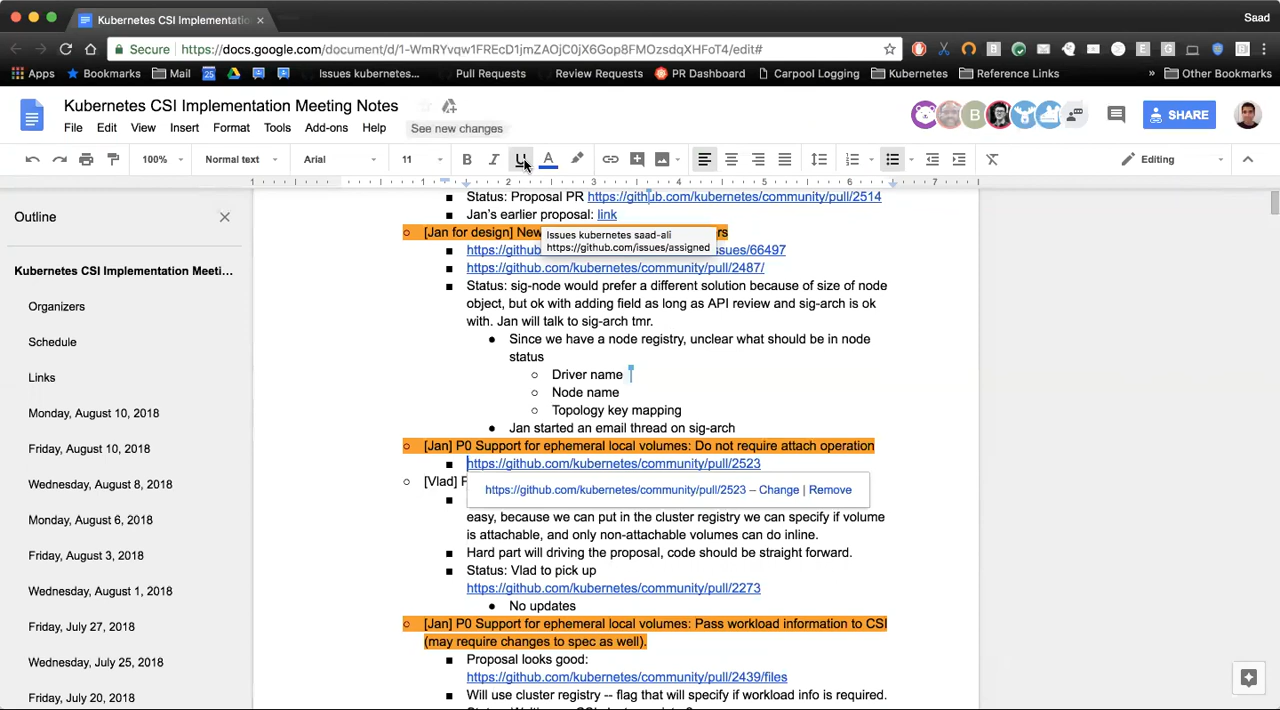 Kubernetes CSI Implementatio
Saad
Secure
https://docs.google.com/document/d/1-WmRYvqw1FREcD1jmZAOjC0jX6Gop8FMOzsdqXHFoT4/edit#
Apps
Bookmarks
Mail
Issues kubernetes...
Pull Requests
Review Requests
PR Dashboard
Carpool Logging
Kubernetes
Reference Links
»
Other Bookmarks
Kubernetes CSI Implementation Meeting Notes
File Edit View Insert Format Tools Add-ons Help See new changes
B
SHARE
100% Normal text Arial 11 B I U A Editing
1 1 2 3 4 5 6 7
Outline
Kubernetes CSI Implementation Meeti...
Organizers
Schedule
Links
Monday, August 10, 2018
Friday, August 10, 2018
Wednesday, August 8, 2018
Monday, August 6, 2018
Friday, August 3, 2018
Wednesday, August 1, 2018
Friday, July 27, 2018
Wednesday, July 25, 2018
Friday, July 20, 2018
Status: Proposal PR https://github.com/kubernetes/community/pull/2514
Jan's earlier proposal: link
[Jan for design] New
Issues kubernetes saad-ali
https://github.com/issues/assigned
https://github ssues/66497
https://github.com/kubernetes/community/pull/2487/
Status: sig-node would prefer a different solution because of size of node
object, but ok with adding field as long as API review and sig-arch is ok
with. Jan will talk to sig-arch tmr.
Since we have a node registry, unclear what should be in node
status
Driver name
Node name
Topology key mapping
Jan started an email thread on sig-arch
[Jan] P0 Support for ephemeral local volumes: Do not require attach operation
https://github.com/kubernetes/community/pull/2523
[Vlad]
https://github.com/kubernetes/community/pull/2523 – Change | Remove
easy, because we can put in the cluster registry we can specify if volume
is attachable, and only non-attachable volumes can do inline.
Hard part will driving the proposal, code should be straight forward.
Status: Vlad to pick up
https://github.com/kubernetes/community/pull/2273
No updates
[Jan] P0 Support for ephemeral local volumes: Pass workload information to CSI
(may require changes to spec as well).
Proposal looks good:
https://github.com/kubernetes/community/pull/2439/files
Will use cluster registry -- flag that will specify if workload info is required.